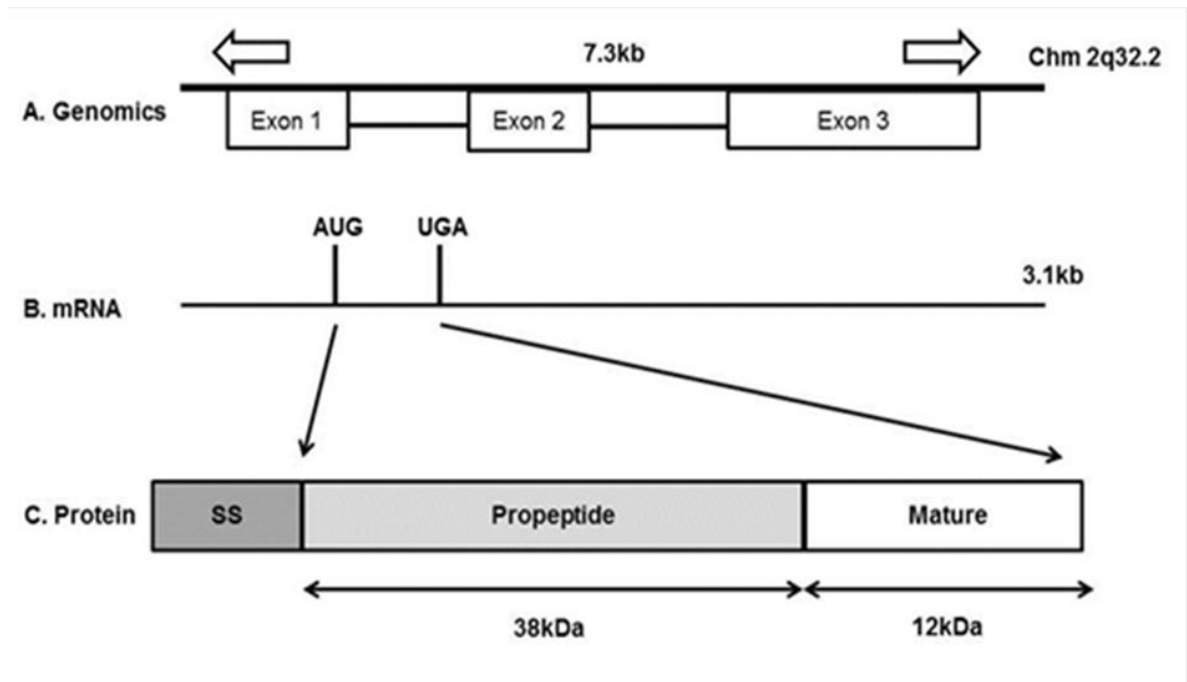 7.3kb
Chm 2q32.2
A. Genomics
Exon 1
Exon 2
Exon 3
AUG
UGA
3.1kb
B. mRNA
C. Protein
SS
Propeptide
Mature
38kDa
12kDa